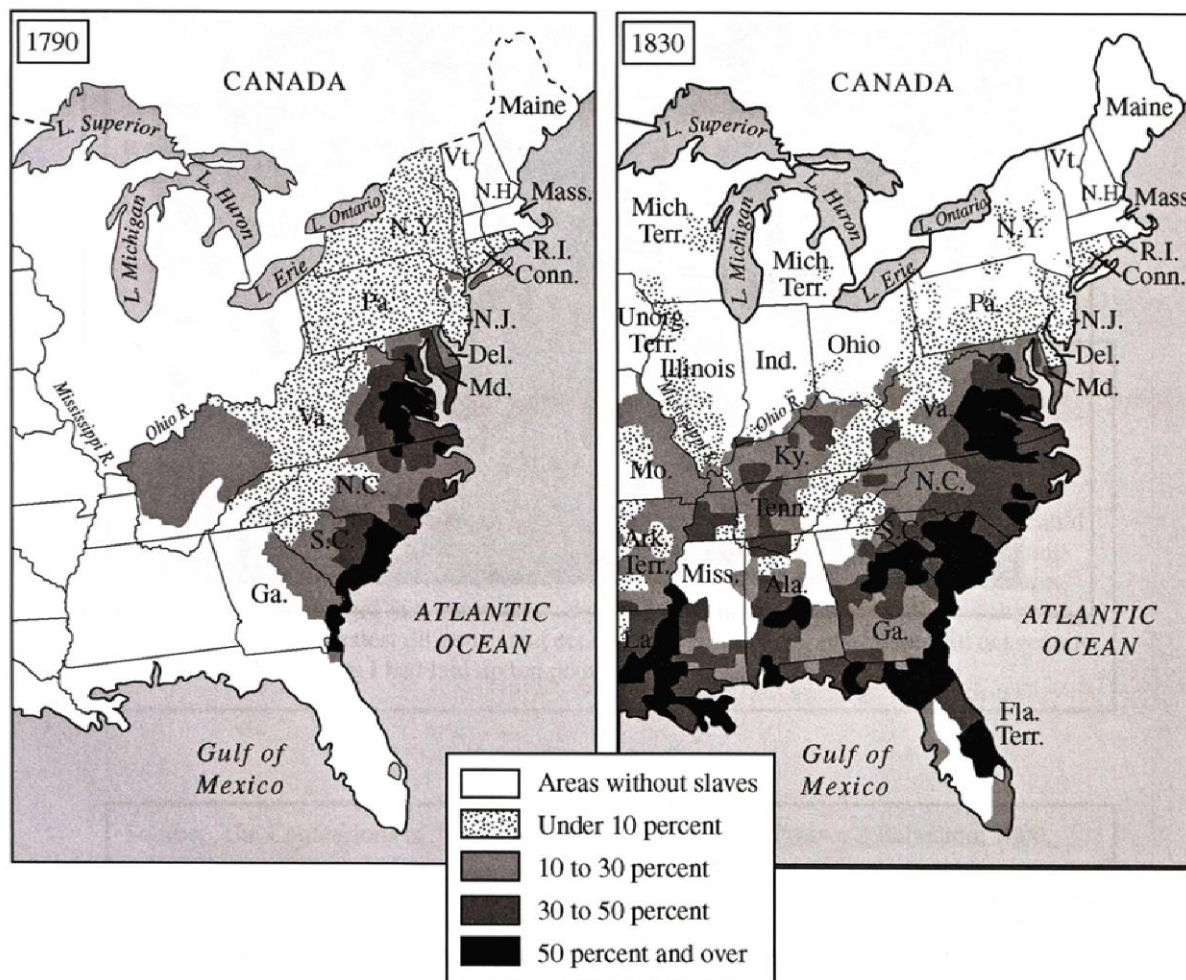 1790
CANADA
Maine
L. Superior
L. Huron
L. Michigan
L. Ontario
L. Erie
Vt.
N.H.
Mass.
N.Y.
R.I.
Conn.
Pa.
N.J.
Del.
Md.
Va.
Ohio R.
Mississippi R.
N.C.
S.C.
Ga.
ATLANTIC
OCEAN
Gulf of
Mexico
1830
CANADA
Maine
L. Superior
L. Huron
L. Michigan
L. Ontario
L. Erie
Vt.
N.H.
Mass.
Mich.
Terr.
Mich.
Terr.
N.Y.
R.I.
Conn.
Pa.
N.J.
Unorg.
Terr.
Illinois
Ind.
Ohio
Del.
Md.
Va.
Mississippi R.
Ohio R.
Ky.
Mo.
N.C.
Tenn.
S.C.
Ark.
Terr.
Miss.
Ala.
Ga.
La.
ATLANTIC
OCEAN
Fla.
Terr.
Gulf of
Mexico
Areas without slaves
Under 10 percent
10 to 30 percent
30 to 50 percent
50 percent and over